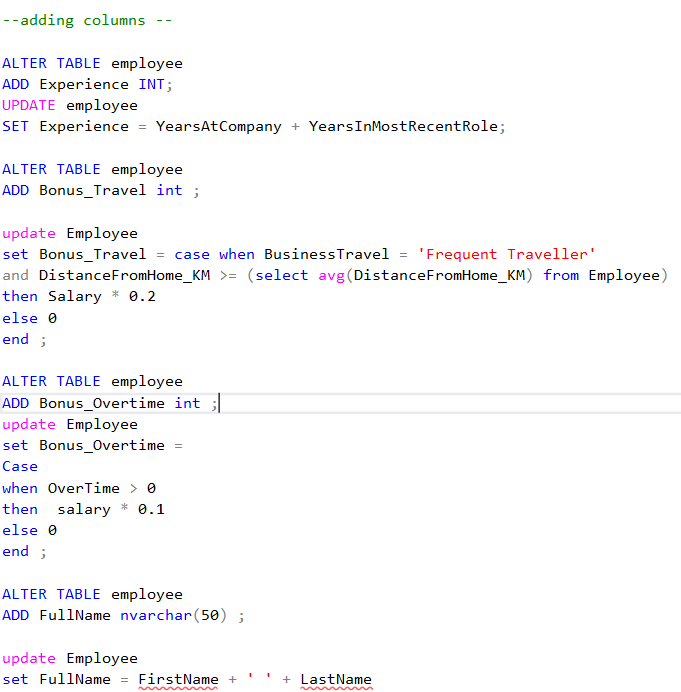 --adding columns --
ALTER TABLE employee
ADD Experience INT;
UPDATE employee
SET Experience = YearsAtCompany + YearsInMostRecentRole;
ALTER TABLE employee
ADD Bonus_Travel int ;
update Employee
set Bonus_Travel = case when BusinessTravel = 'Frequent Traveller'
and DistanceFromHome_KM >= (select avg(DistanceFromHome_KM) from Employee)
then Salary * 0.2
else 0
end ;
ALTER TABLE employee
ADD Bonus_Overtime int ;
update Employee
set Bonus_Overtime =
Case
when OverTime > 0
then  salary * 0.1
else 0
end ;
ALTER TABLE employee
ADD FullName nvarchar(50) ;
update Employee
set FullName = FirstName + ' ' + LastName